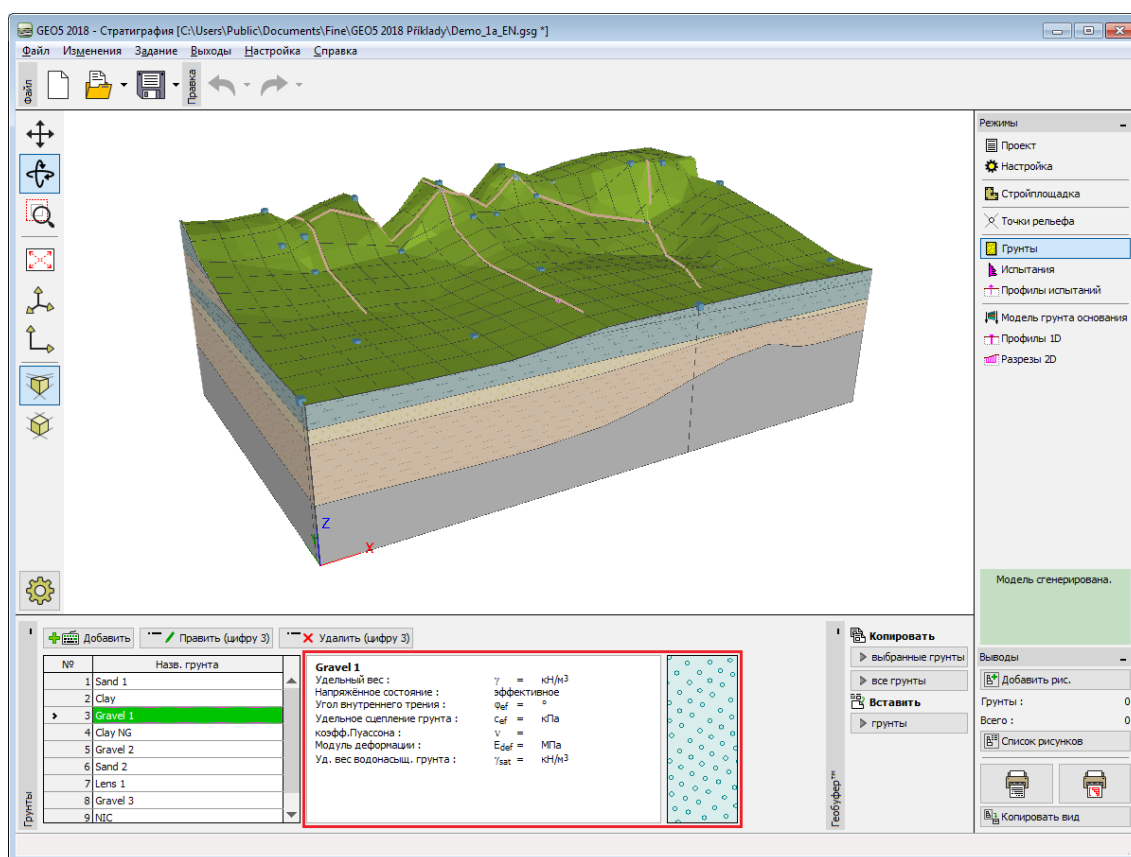 GEO5 2018 - Стратиграфия [C:\Users\Public\Documents\Fine\GEO5 2018 Příklady\Demo_1a_EN.gsg *]
Файл Изменения Задание Выходы Настройка Справка
Файл
Правка
Режимы
Проект
Настройка
Стройплощадка
Точки рельефа
Грунты
Испытания
Профилы испытаний
Модель грунта основания
Профилы 1D
Разрезы 2D
Z
Y
X
Модель сгенерирована.
Грунты
Добавить
Править (цифру 3)
Удалить (цифру 3)
№ Назв. грунта
1 Sand 1
2 Clay
> 3 Gravel 1
4 Clay NG
5 Gravel 2
6 Sand 2
7 Lens 1
8 Gravel 3
9 NIC
Gravel 1
Удельный вес : γ = кН/м³
Напряжённое состояние : эффективное
Угол внутреннего трения : φef = °
Удельное сцепление грунта : cef = кПа
коэфф.Пуассона : ν =
Модуль деформации : Edef = МПа
Уд. вес водонасыщ. грунта : γsat = кН/м³
Геобуфер™
Копировать
выбранные грунты
все грунты
Вставить
грунты
Выводы
Добавить рис.
Грунты : 0
Всего : 0
Список рисунков
Копировать вид